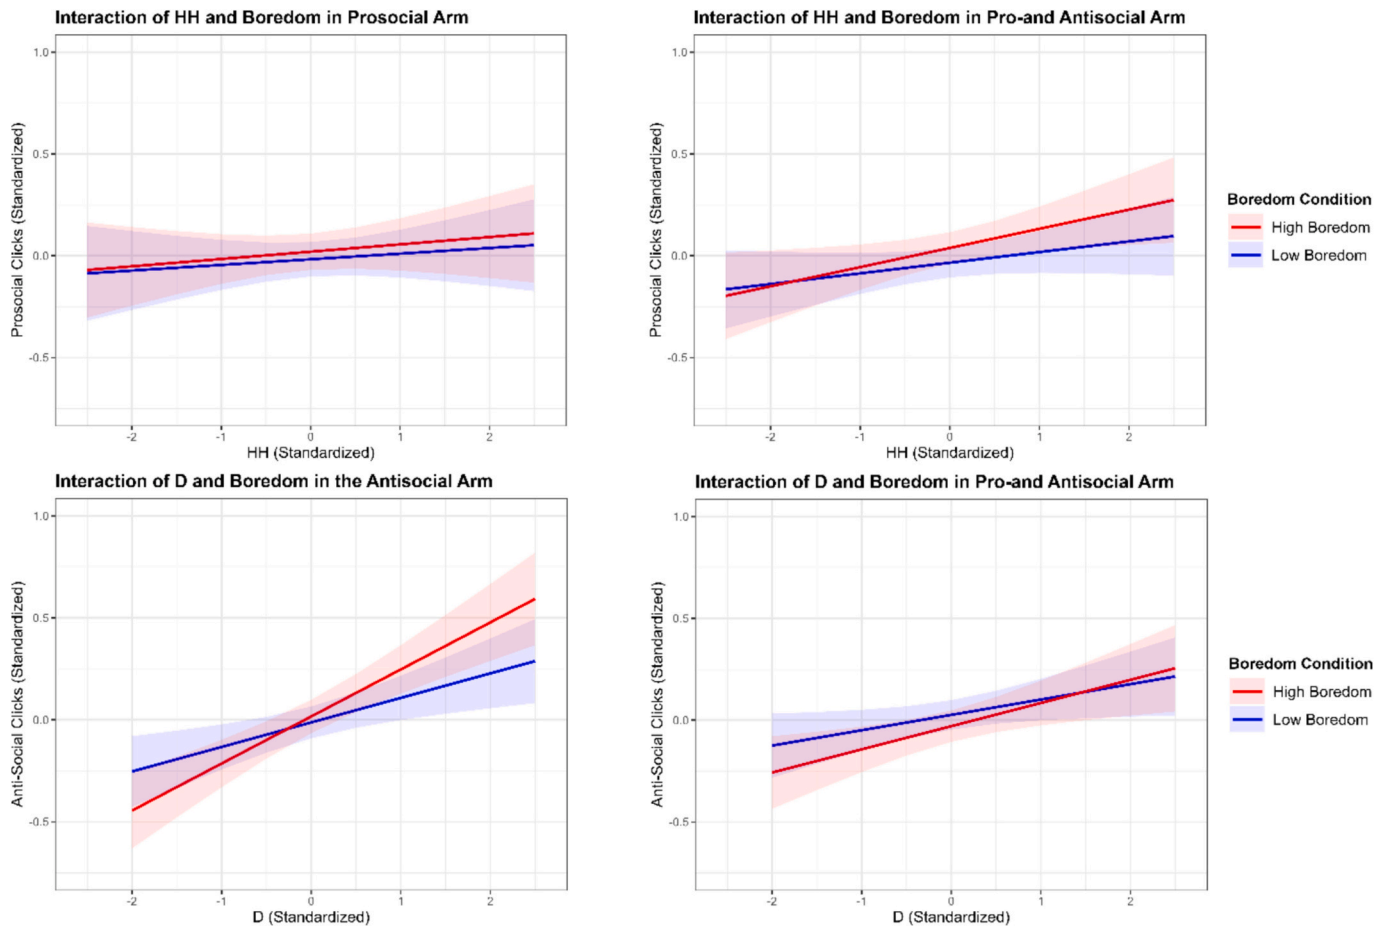 Interaction of HH and Boredom in Prosocial Arm
Prosocial Clicks (Standardized)
1.0
0.5
0.0
-0.5
-2 -1 0 1 2
HH (Standardized)
Interaction of HH and Boredom in Pro-and Antisocial Arm
Prosocial Clicks (Standardized)
1.0
0.5
0.0
-0.5
-2 -1 0 1 2
HH (Standardized)
Boredom Condition
High Boredom
Low Boredom
Interaction of D and Boredom in the Antisocial Arm
Anti-Social Clicks (Standardized)
1.0
0.5
0.0
-0.5
-2 -1 0 1 2
D (Standardized)
Interaction of D and Boredom in Pro-and Antisocial Arm
Anti-Social Clicks (Standardized)
1.0
0.5
0.0
-0.5
-2 -1 0 1 2
D (Standardized)
Boredom Condition
High Boredom
Low Boredom